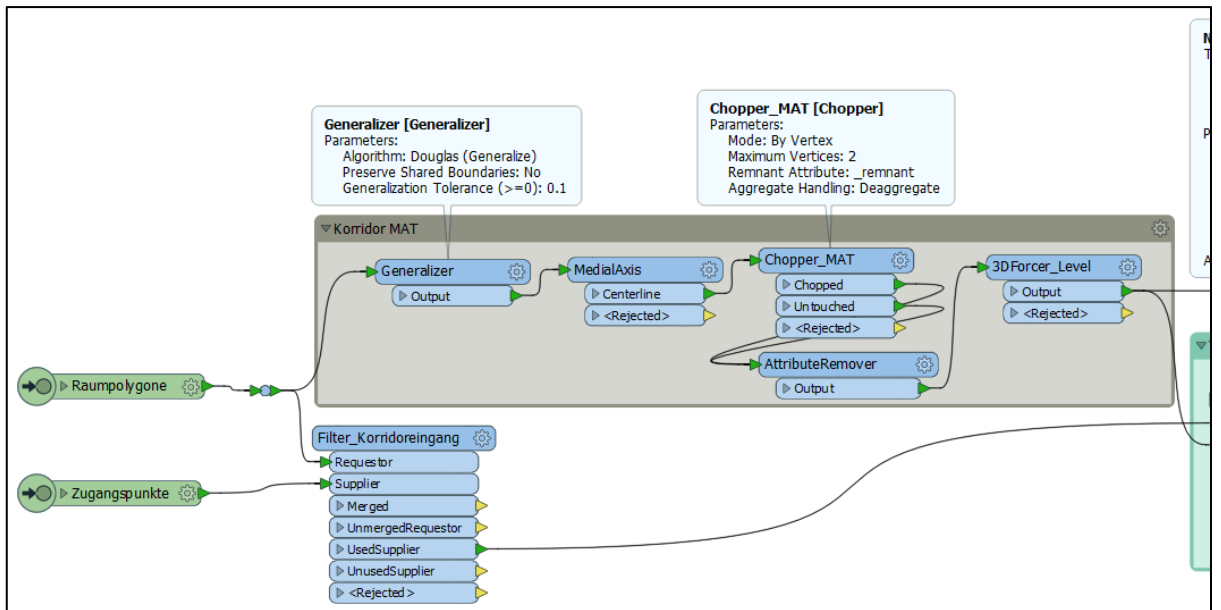 Generalizer [Generalizer]
Parameters:
Algorithm: Douglas (Generalize)
Preserve Shared Boundaries: No
Generalization Tolerance (>=0): 0.1
Chopper_MAT [Chopper]
Parameters:
Mode: By Vertex
Maximum Vertices: 2
Remnant Attribute: _remnant
Aggregate Handling: Deaggregate
Korridor MAT
Generalizer
Output
MedialAxis
Centerline
<Rejected>
Chopper_MAT
Chopped
Untouched
<Rejected>
AttributeRemover
Output
3DForcer_Level
Output
<Rejected>
Raumpolygone
Zugangspunkte
Filter_Korridoreingang
Requestor
Supplier
Merged
UnmergedRequestor
UsedSupplier
UnusedSupplier
<Rejected>